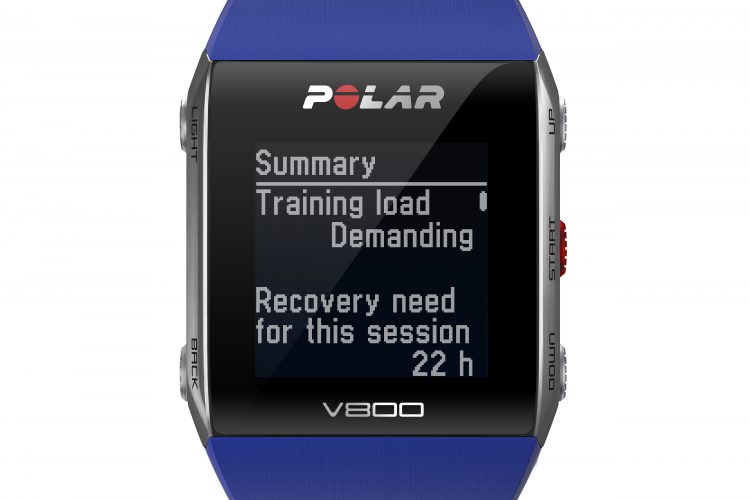 POLAR
LIGHT
UP
Summary
Training load
Demanding
START
Recovery need
for this session
22 h
BACK
DOWN
V800